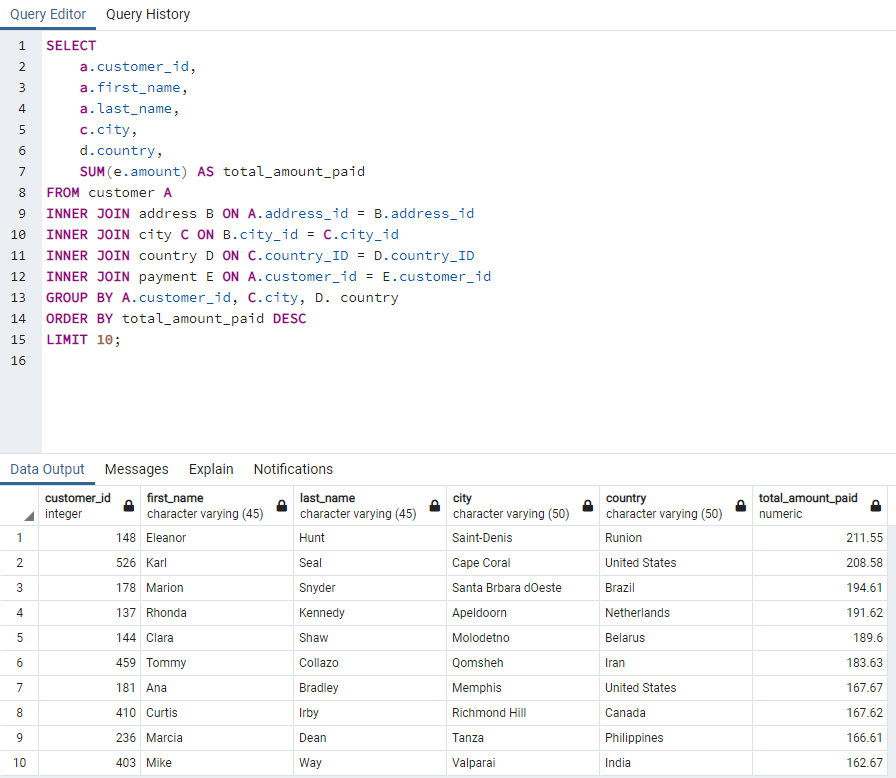 Query Editor Query History
1 SELECT
2 a.customer_id,
3 a.first_name,
4 a.last_name,
5 c.city,
6 d.country,
7 SUM(e.amount) AS total_amount_paid
8 FROM customer A
9 INNER JOIN address B ON A.address_id = B.address_id
10 INNER JOIN city C ON B.city_id = C.city_id
11 INNER JOIN country D ON C.country_ID = D.country_ID
12 INNER JOIN payment E ON A.customer_id = E.customer_id
13 GROUP BY A.customer_id, C.city, D. country
14 ORDER BY total_amount_paid DESC
15 LIMIT 10;
16
Data Output Messages Explain Notifications
customer_id first_name last_name city country total_amount_paid
integer character varying (45) character varying (45) character varying (50) character varying (50) numeric
1 148 Eleanor Hunt Saint-Denis Runion 211.55
2 526 Karl Seal Cape Coral United States 208.58
3 178 Marion Snyder Santa Brbara dOeste Brazil 194.61
4 137 Rhonda Kennedy Apeldoorn Netherlands 191.62
5 144 Clara Shaw Molodetno Belarus 189.6
6 459 Tommy Collazo Qomsheh Iran 183.63
7 181 Ana Bradley Memphis United States 167.67
8 410 Curtis Irby Richmond Hill Canada 167.62
9 236 Marcia Dean Tanza Philippines 166.61
10 403 Mike Way Valparai India 162.67